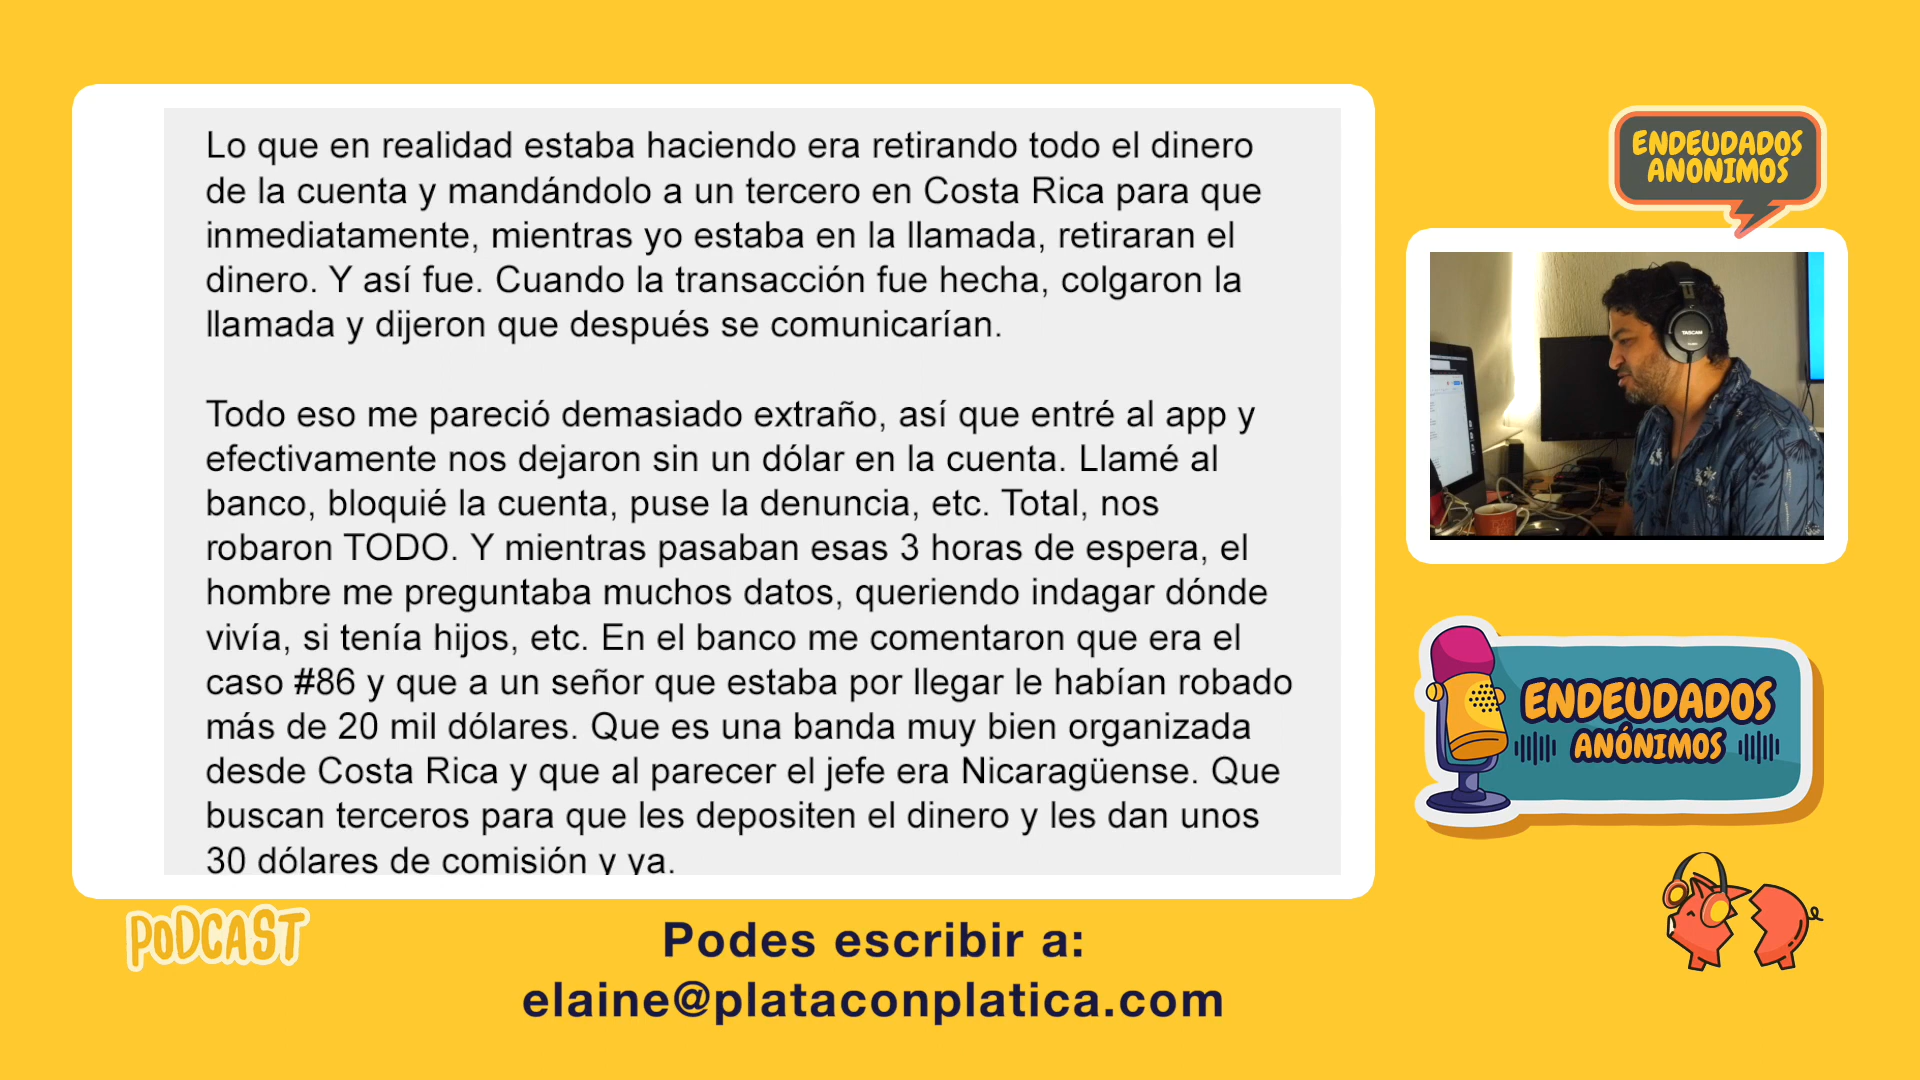 Lo que en realidad estaba haciendo era retirando todo el dinero
de la cuenta y mandándolo a un tercero en Costa Rica para que
inmediatamente, mientras yo estaba en la llamada, retiraran el
dinero. Y así fue. Cuando la transacción fue hecha, colgaron la
llamada y dijeron que después se comunicarían.
Todo eso me pareció demasiado extraño, así que entré al app y
efectivamente nos dejaron sin un dólar en la cuenta. Llamé al
banco, bloquié la cuenta, puse la denuncia, etc. Total, nos
robaron TODO. Y mientras pasaban esas 3 horas de espera, el
hombre me preguntaba muchos datos, queriendo indagar dónde
vivía, si tenía hijos, etc. En el banco me comentaron que era el
caso #86 y que a un señor que estaba por llegar le habían robado
más de 20 mil dólares. Que es una banda muy bien organizada
desde Costa Rica y que al parecer el jefe era Nicaragüense. Que
buscan terceros para que les depositen el dinero y les dan unos
30 dólares de comisión y ya.
ENDEUDADOS
ANÓNIMOS
TASCAM
ENDEUDADOS
ANÓNIMOS
PODCAST
Podes escribir a:
elaine@plataconplatica.com